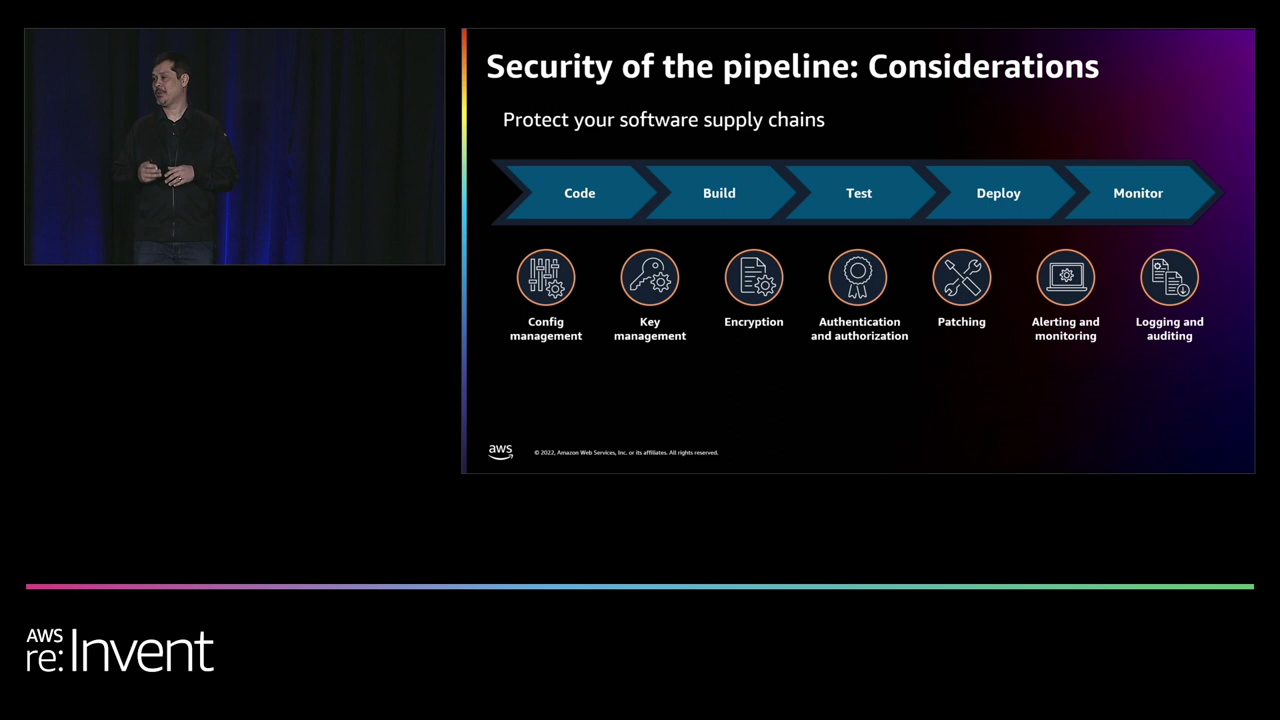 Security of the pipeline: Considerations
Protect your software supply chains
Code
Build
Test
Deploy
Monitor
Config
management
Key
management
Encryption
Authentication
and authorization
Patching
Alerting and
monitoring
Logging and
auditing
aws
© 2022, Amazon Web Services, Inc. or its affiliates. All rights reserved.
AWS
re:Invent